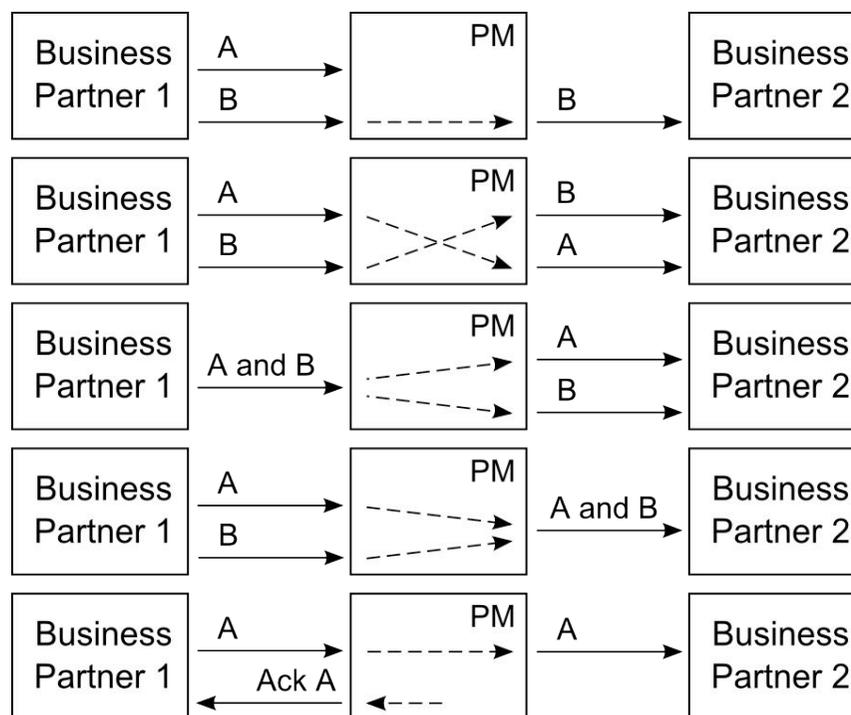 Business
Partner 1
A
B
PM
B
Business
Partner 2
Business
Partner 1
A
B
PM
B
A
Business
Partner 2
Business
Partner 1
A and B
PM
A
B
Business
Partner 2
Business
Partner 1
A
B
PM
A and B
Business
Partner 2
Business
Partner 1
A
Ack A
PM
A
Business
Partner 2